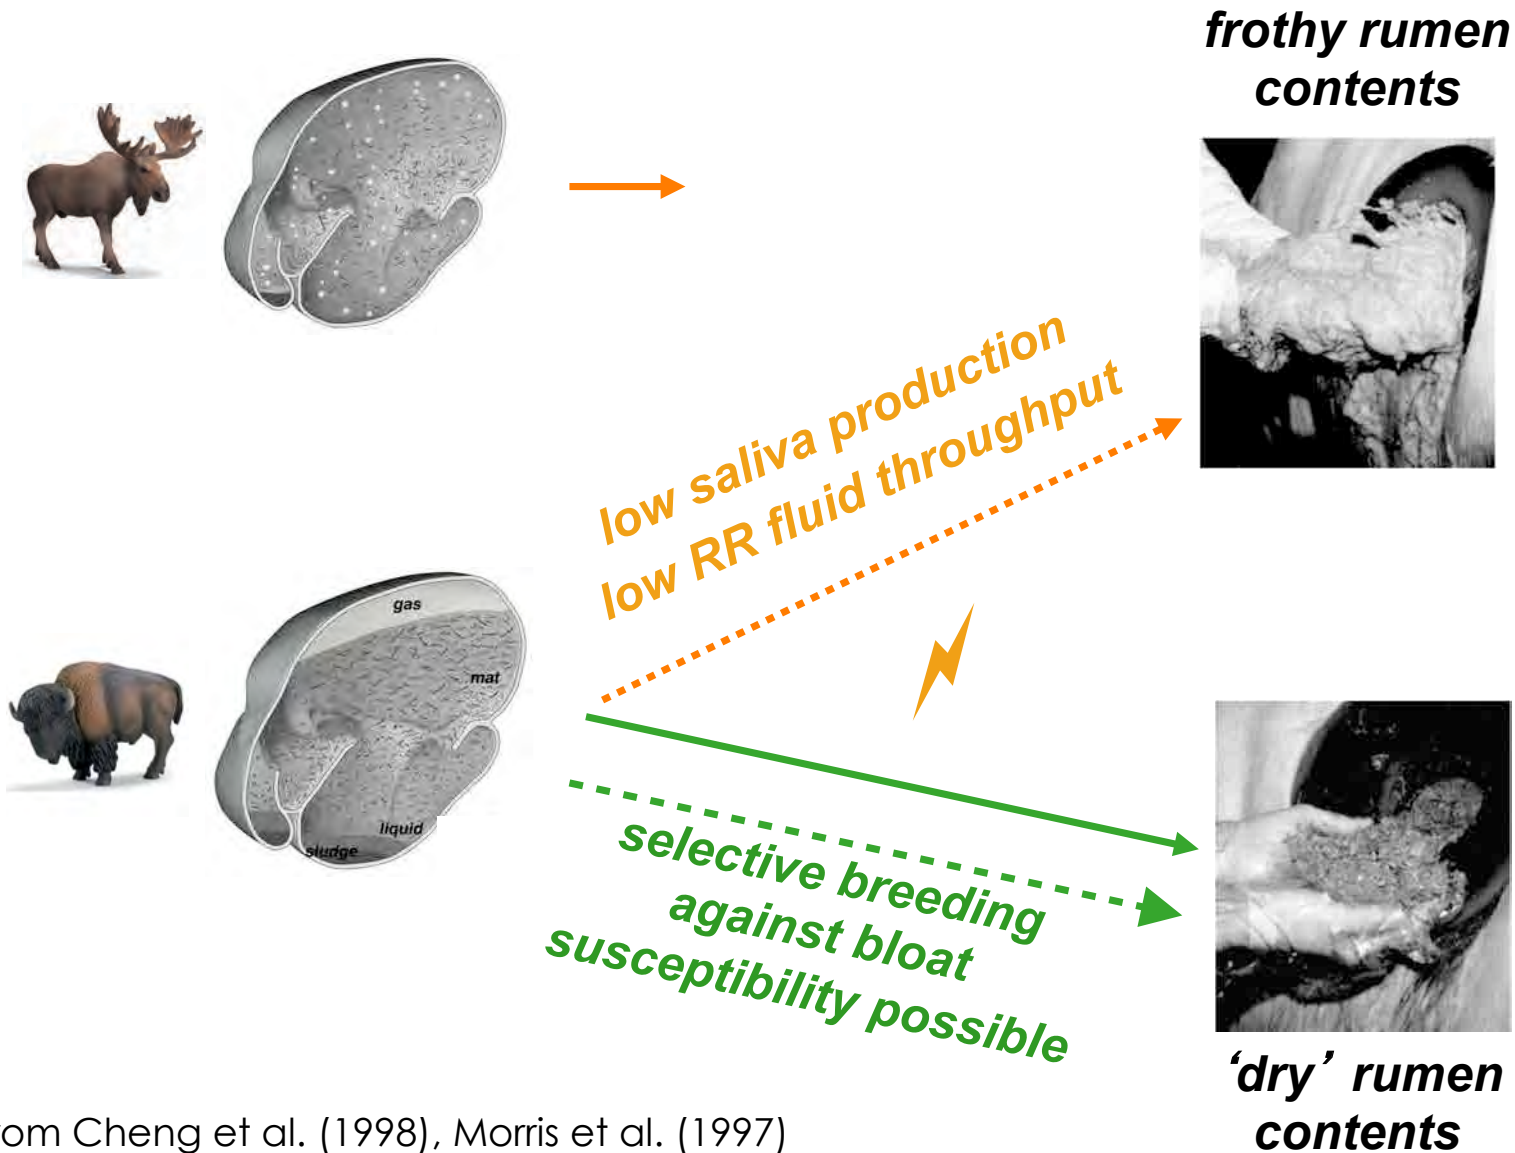 frothy rumen
contents
low saliva production
low RR fluid throughput
gas
mat
liquid
sludge
selective breeding
against bloat
susceptibility possible
‘dry’ rumen
contents
om Cheng et al. (1998), Morris et al. (1997)